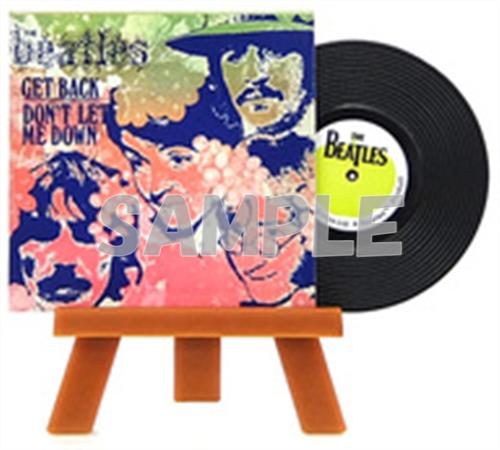 THE
beatles
GET BACK
DON'T LET
ME DOWN
THE
BEATLES
SAMPLE